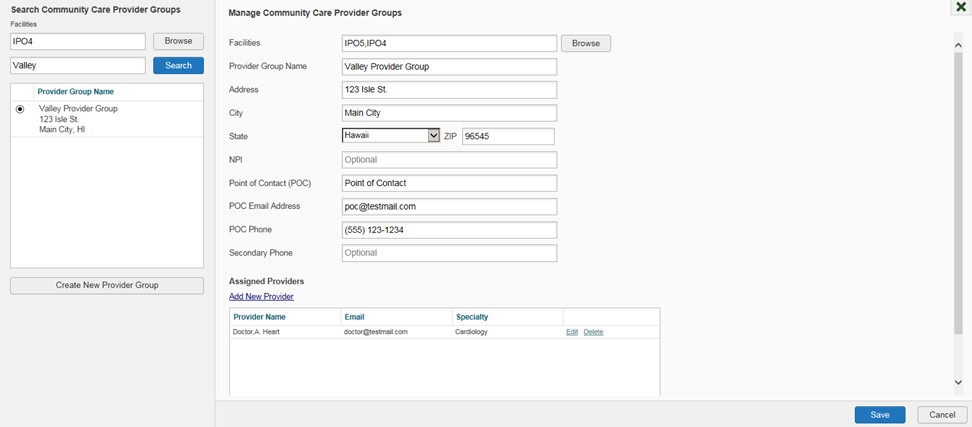 Search Community Care Provider Groups
Facilities
IPO4
Browse
Valley
Search
Provider Group Name
Valley Provider Group
123 Isle St.
Main City, HI
Create New Provider Group
Manage Community Care Provider Groups
Facilities IPO5,IPO4 Browse
Provider Group Name Valley Provider Group
Address 123 Isle St.
City Main City
State Hawaii ZIP 96545
NPI Optional
Point of Contact (POC) Point of Contact
POC Email Address poc@testmail.com
POC Phone (555) 123-1234
Secondary Phone Optional
Assigned Providers
Add New Provider
Provider Name Email Specialty
Doctor,A. Heart doctor@testmail.com Cardiology Edit Delete
Save Cancel